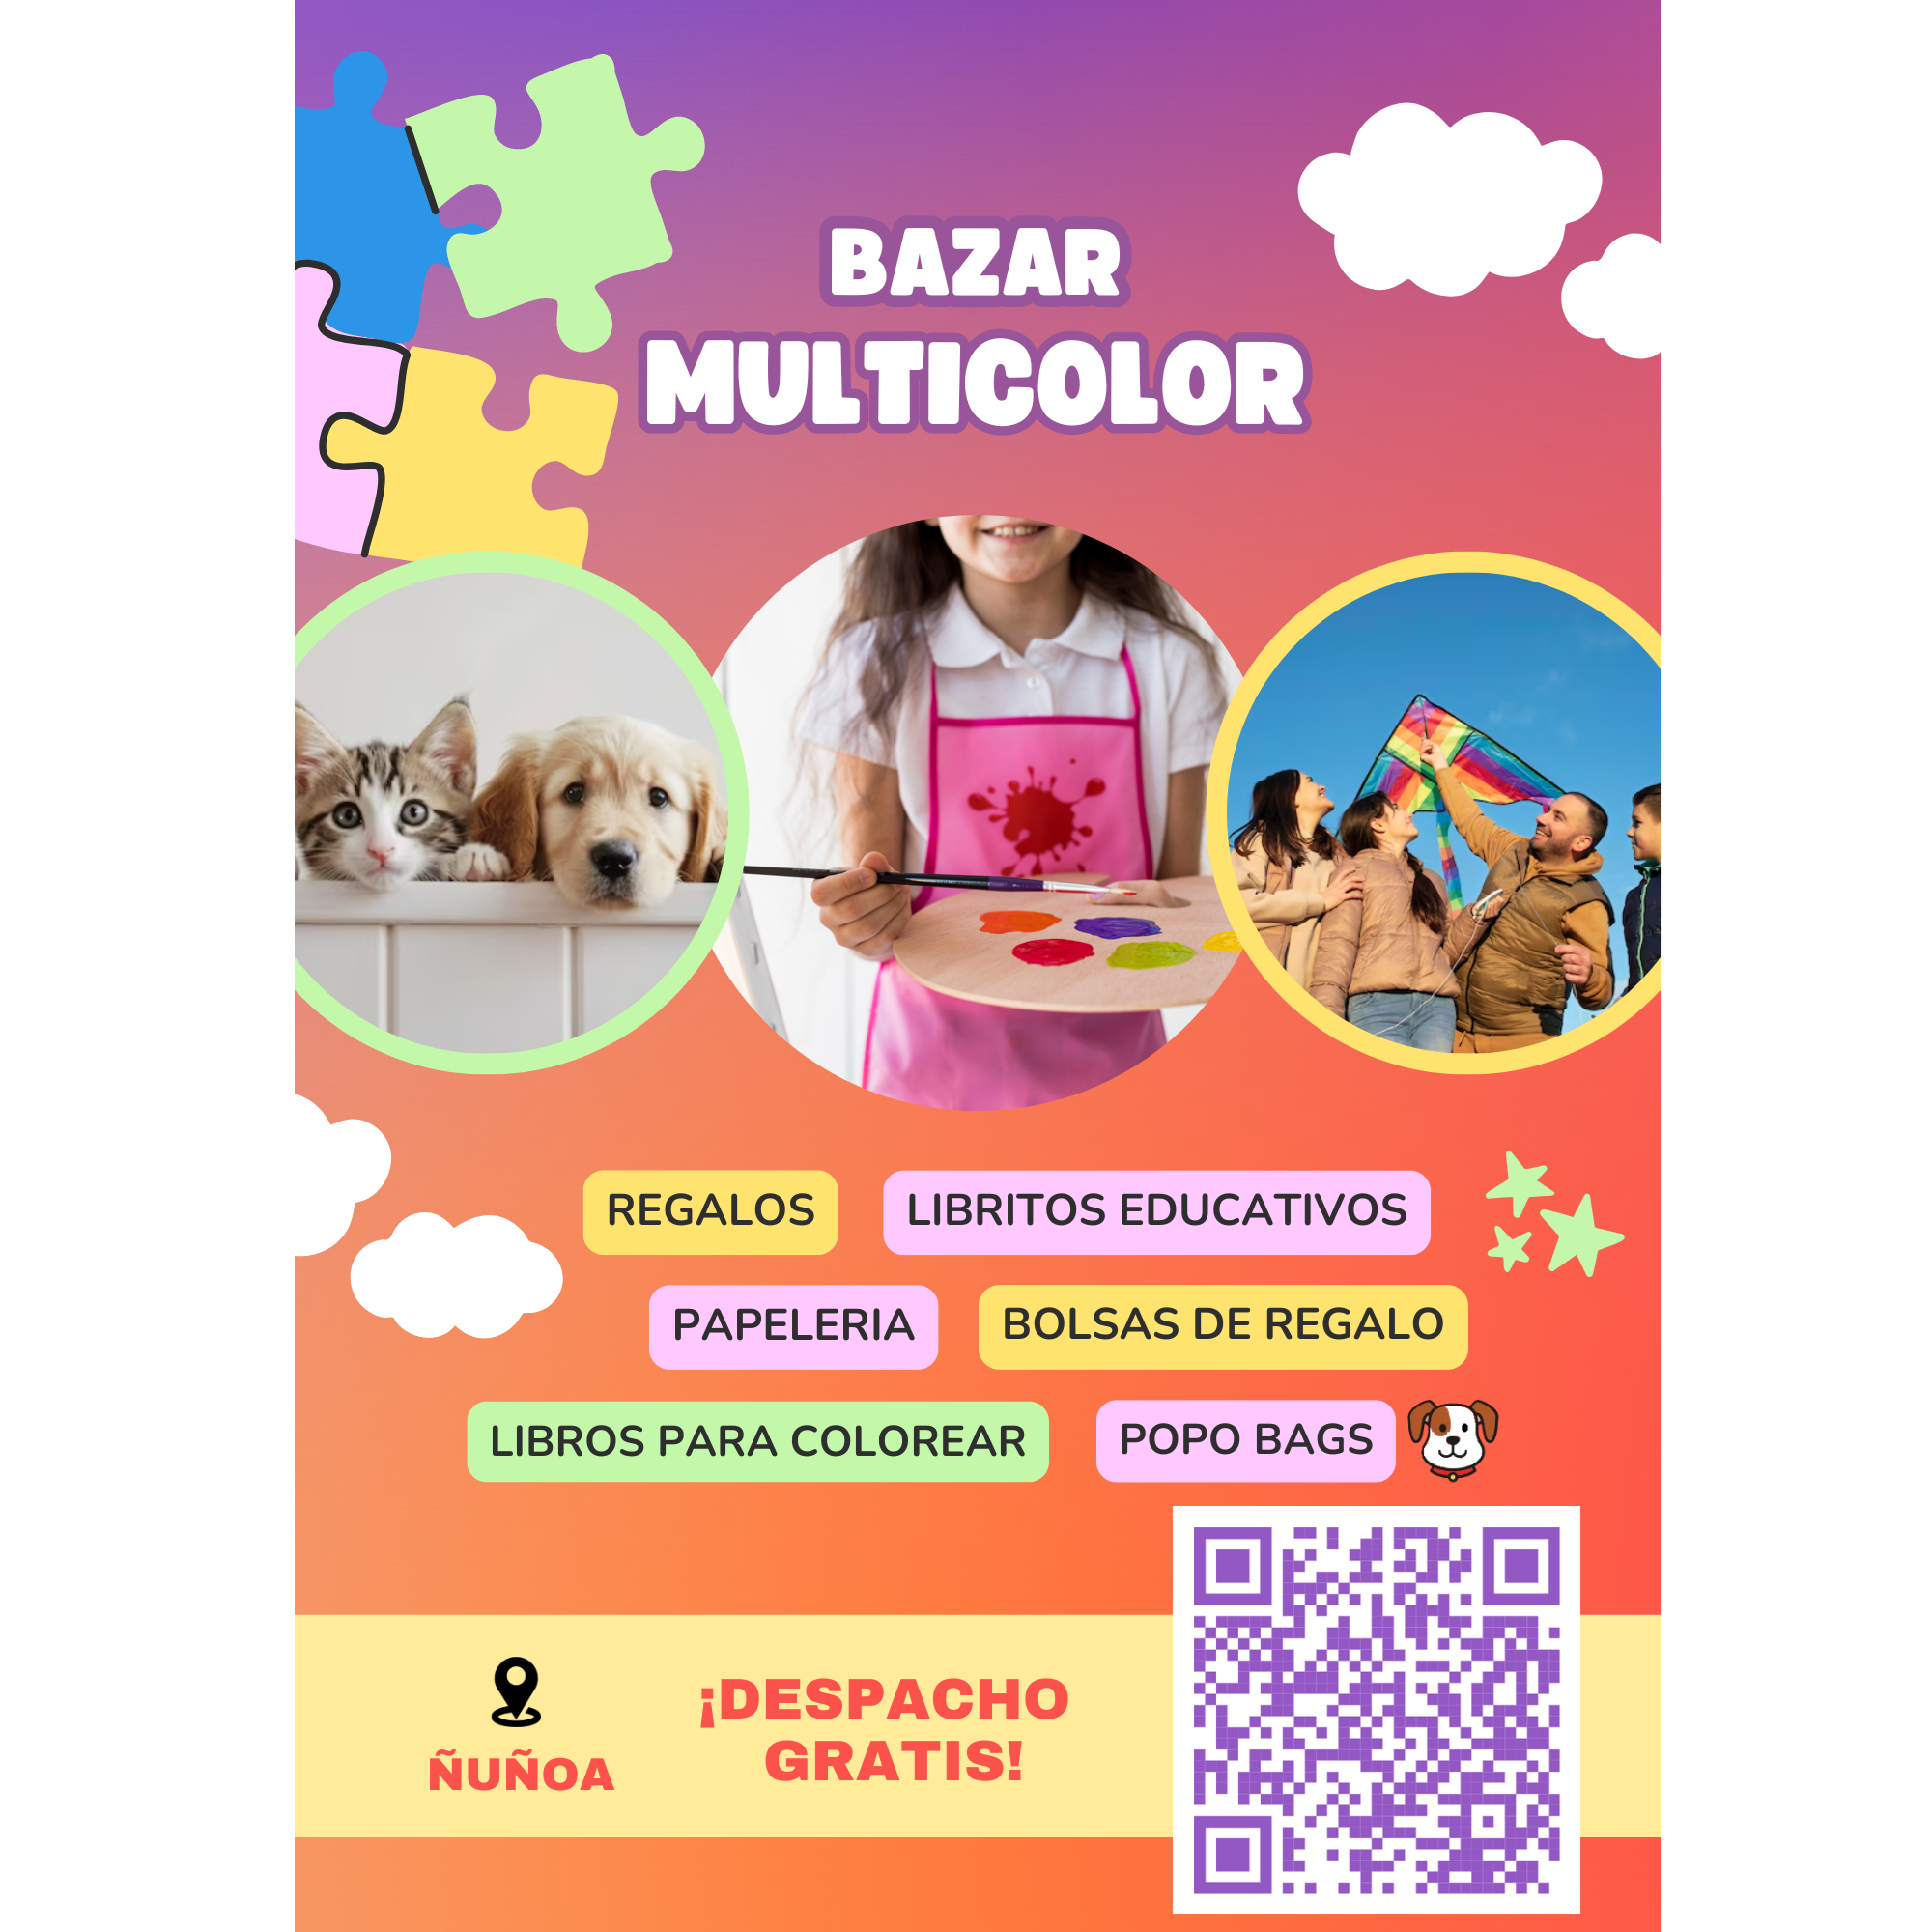 BAZAR
MULTICOLOR
REGALOS
LIBRITOS EDUCATIVOS
PAPELERIA
BOLSAS DE REGALO
LIBROS PARA COLOREAR
POPO BAGS
ÑUÑOA
¡DESPACHO
GRATIS!